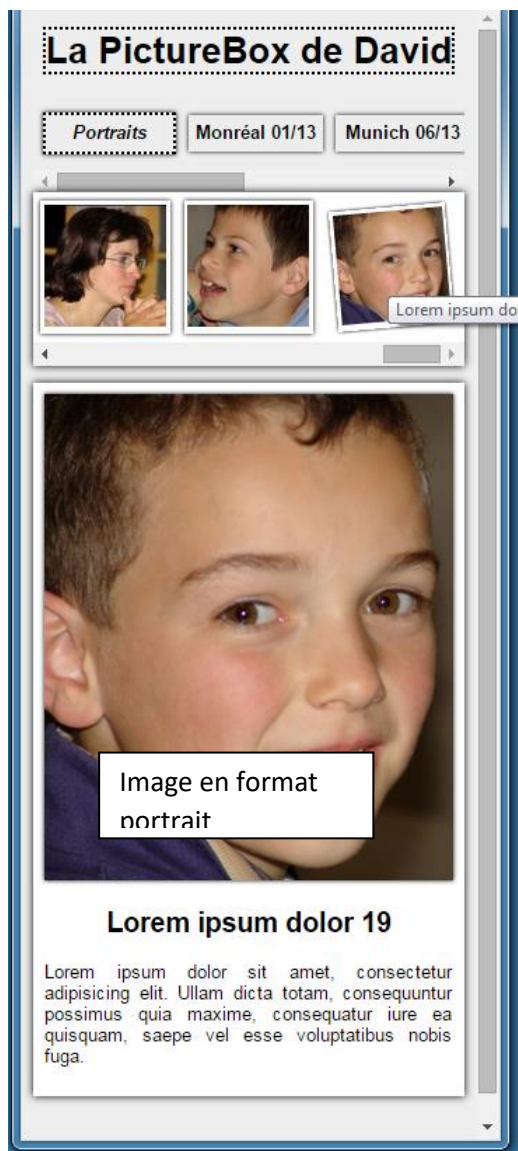 La PictureBox de David
Portraits Monréal 01/13 Munich 06/13
Lorem ipsum do
Image en format
portrait
Lorem ipsum dolor 19
Lorem ipsum dolor sit amet, consectetur
adipisicing elit. Ullam dicta totam, consequuntur
possimus quia maxime, consequatur iure ea
quisquam, saepe vel esse voluptatibus nobis
fuga.